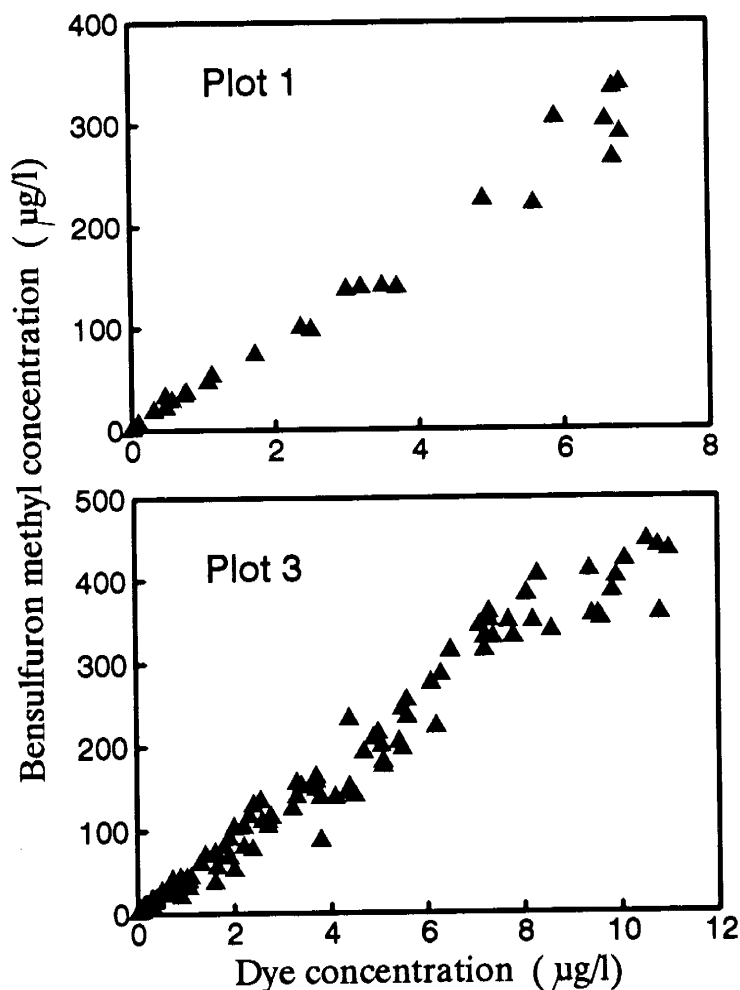 Bensulfuron methyl concentration ( µg/l)
400
300
200
100
0
Plot 1
0 2 4 6 8
500
400
300
200
100
0
Plot 3
0 2 4 6 8 10 12
Dye concentration ( µg/l)